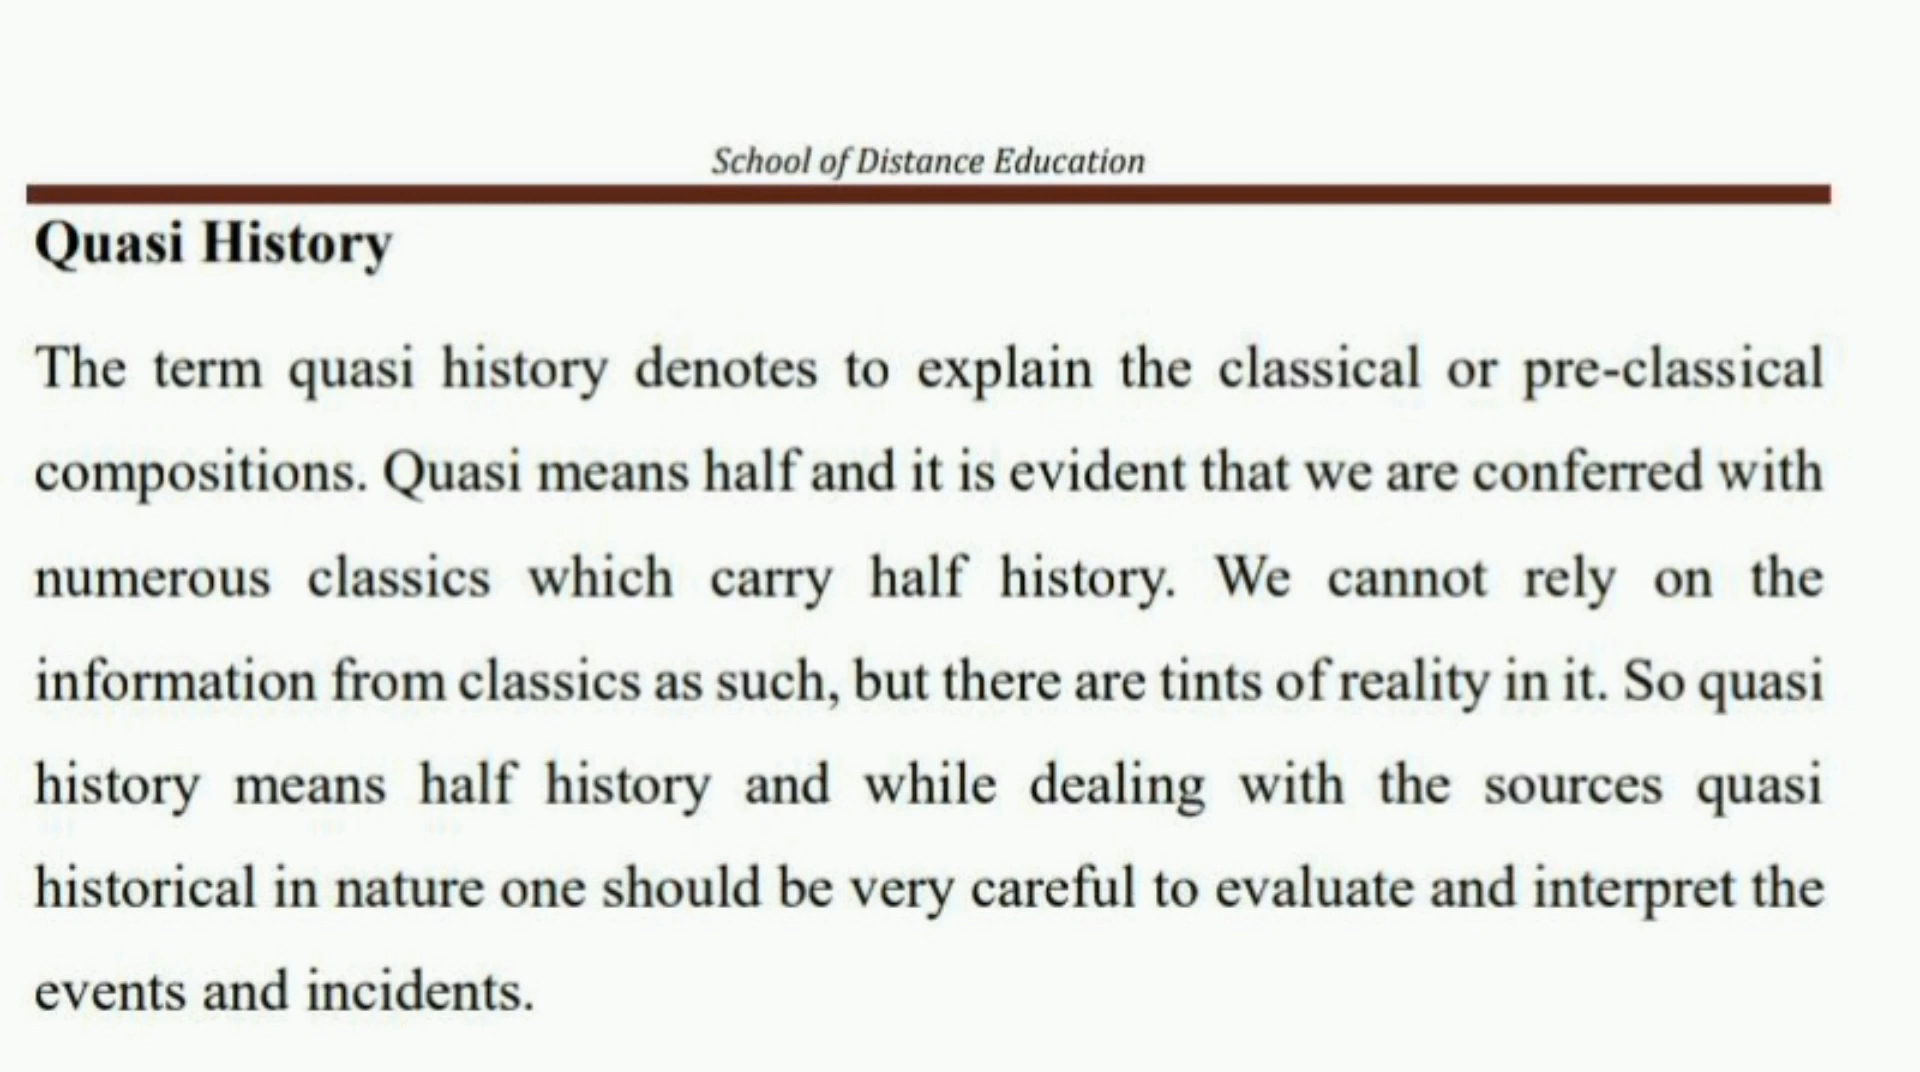 School of Distance Education
Quasi History
The term quasi history denotes to explain the classical or pre-classical
compositions. Quasi means half and it is evident that we are conferred with
numerous classics which carry half history. We cannot rely on the
information from classics as such, but there are tints of reality in it. So quasi
history means half history and while dealing with the sources quasi
historical in nature one should be very careful to evaluate and interpret the
events and incidents.